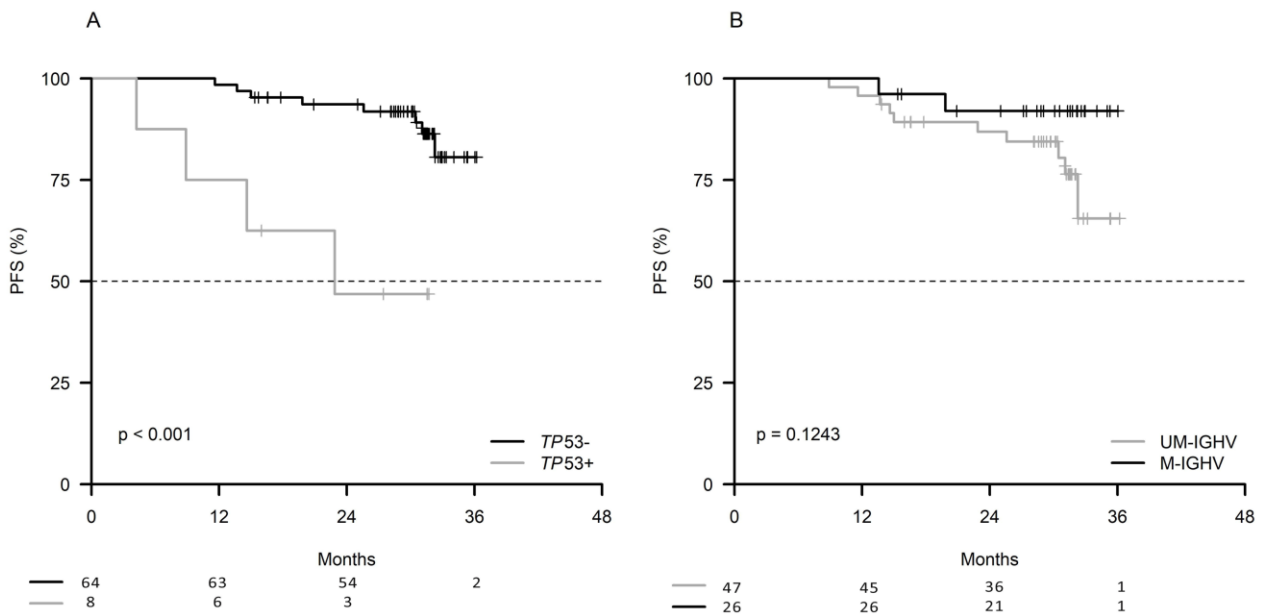 A
100
75
50
25
0
PFS (%)
p < 0.001
TP53-
TP53+
0 12 24 36 48
Months
64 63 54 2
8 6 3
B
100
75
50
25
0
PFS (%)
p = 0.1243
UM-IGHV
M-IGHV
0 12 24 36 48
Months
47 45 36 1
26 26 21 1